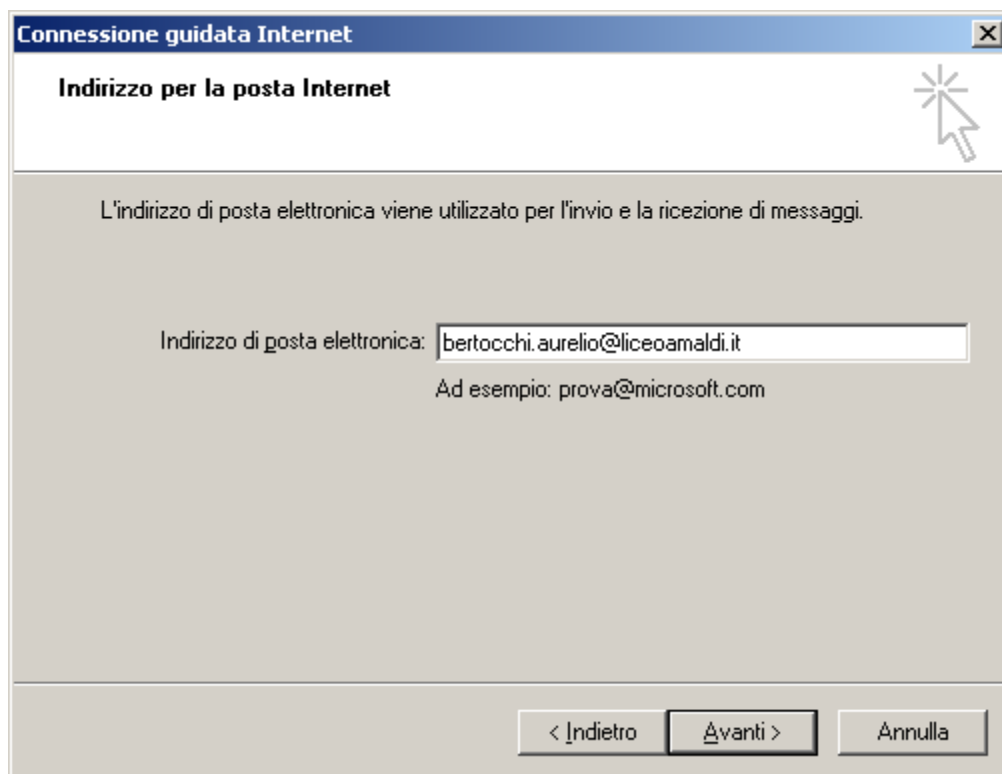 Connessione guidata Internet
Indirizzo per la posta Internet
L'indirizzo di posta elettronica viene utilizzato per l'invio e la ricezione di messaggi.
Indirizzo di posta elettronica: bertocchi.aurelio@liceoamaldi.it
Ad esempio: prova@microsoft.com
< Indietro Avanti > Annulla